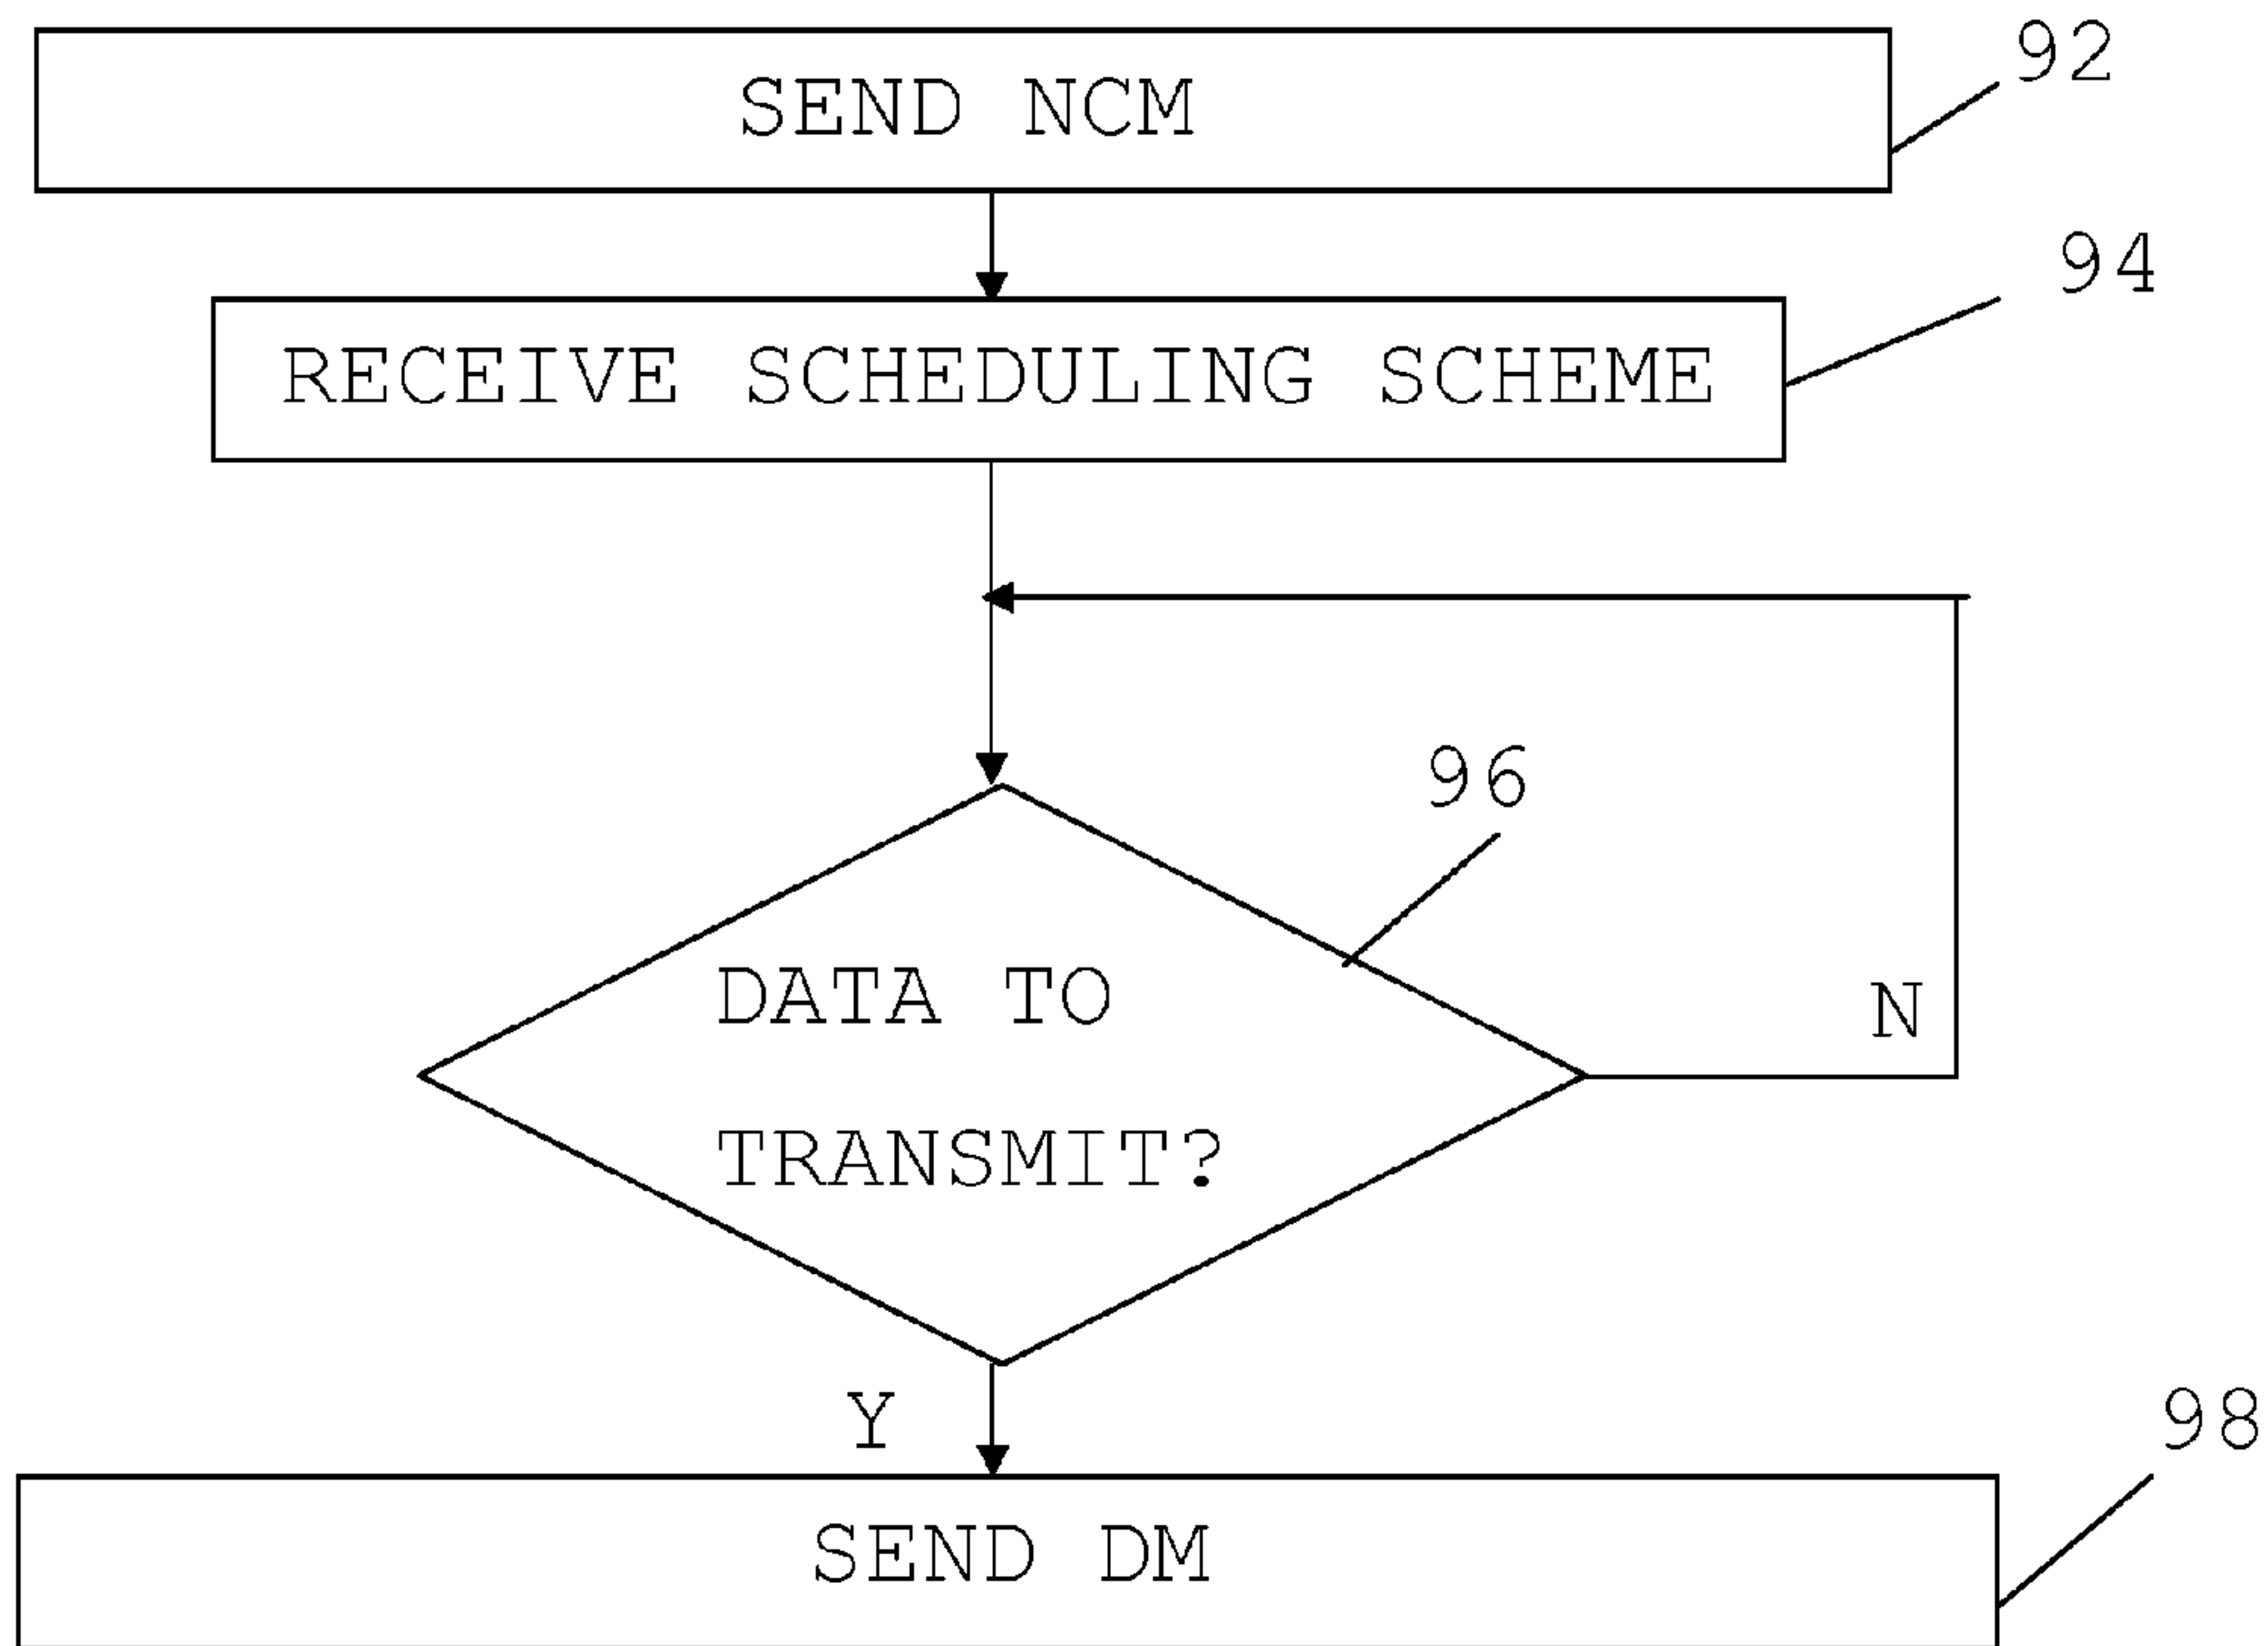 SEND NCM
92
RECEIVE SCHEDULING SCHEME
94
96
DATA TO
TRANSMIT?
N
Y
SEND DM
98